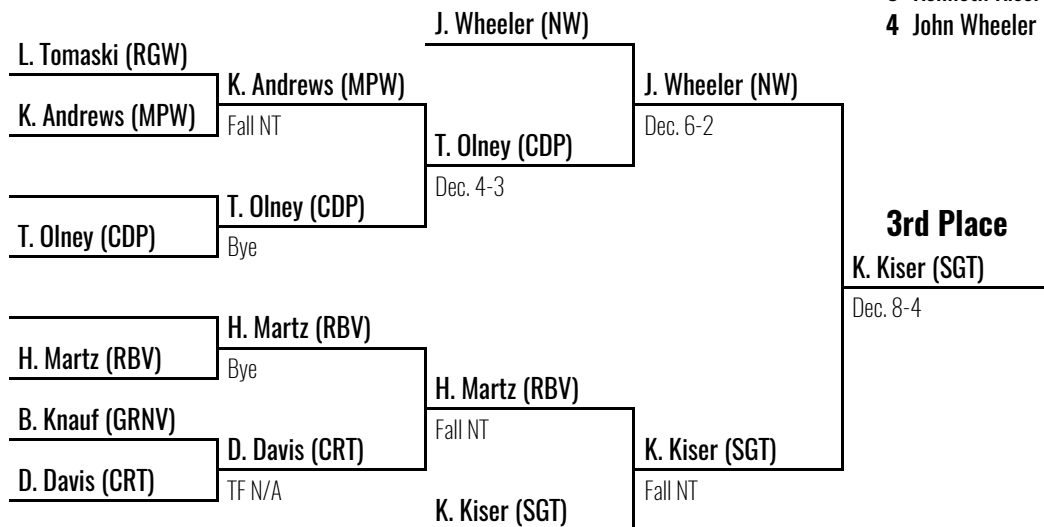 J. Wheeler (NW)
4 John Wheeler
L. Tomaski (RGW)
K. Andrews (MPW)
J. Wheeler (NW)
K. Andrews (MPW)
Fall NT
Dec. 6-2
T. Olney (CDP)
Dec. 4-3
T. Olney (CDP)
3rd Place
T. Olney (CDP)
Bye
K. Kiser (SGT)
Dec. 8-4
H. Martz (RBV)
H. Martz (RBV)
Bye
H. Martz (RBV)
B. Knauf (GRNV)
Fall NT
D. Davis (CRT)
K. Kiser (SGT)
D. Davis (CRT)
TF N/A
Fall NT
K. Kiser (SGT)